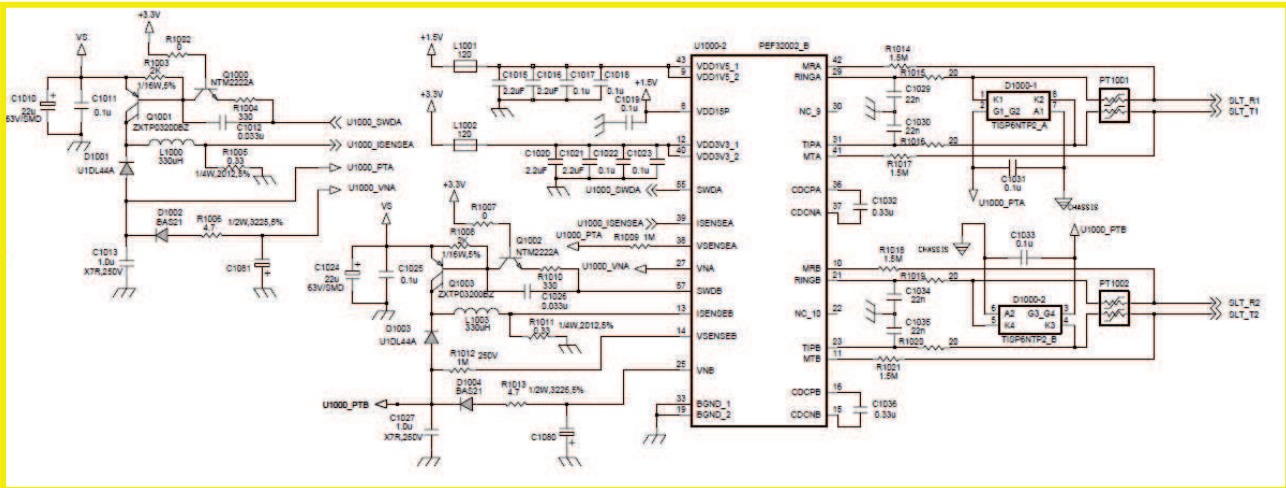 +3.3V
VS
R1002
0
R1003
2K
1/16W,5%
Q1000
NTM2222A
R1004
330
C1012
0.033u
C1010
22u
63V/SMD
C1011
0.1u
Q1001
ZXTP03200BZ
U1000_SWDA
L1000
330uH
U1000_ISENSEA
R1005
0.33
1/4W,2012,5%
D1001
U1DL44A
U1000_PTA
U1000_VNA
D1002
BAS21
R1006
4.7
1/2W,3225,5%
C1013
1.0u
X7R,250V
C1081
+1.5V
L1001
120
C1015
2.2uF
C1016
2.2uF
C1017
0.1u
C1018
0.1u
+1.5V
C1019
0.1u
+3.3V
L1002
120
C1020
2.2uF
C1021
2.2uF
C1022
0.1u
C1023
0.1u
U1000_SWDA
+3.3V
VS
R1007
0
R1008
2K
1/16W,5%
Q1002
NTM2222A
R1010
330
C1026
0.033u
C1024
22u
63V/SMD
C1025
0.1u
Q1003
ZXTP03200BZ
U1000_ISENSEA
U1000_PTA
R1009 1M
U1000_VNA
L1003
330uH
R1011
0.33
1/4W,2012,5%
D1003
U1DL44A
R1012
1M
250V
D1004
BAS21
R1013
4.7
1/2W,3225,5%
U1000_PTB
C1027
1.0u
X7R,250V
C1080
U1000-2
PEF32002_B
43 VDD1V5_1
9 VDD1V5_2
6 VDD15P
12 VDD3V3_1
40 VDD3V3_2
55 SWDA
39 ISENSEA
38 VSENSEA
27 VNA
57 SWDB
13 ISENSEB
14 VSENSEB
25 VNB
33 BGND_1
19 BGND_2
MRA 42
RINGA 29
NC_9 30
TIPA 31
MTA 41
CDCPA 36
CDCNA 37
MRB 10
RINGB 21
NC_10 22
TIPB 23
MTB 11
CDCPB 16
CDCNB 15
R1014
1.5M
R1015 20
C1029
22n
C1030
22n
R1016 20
R1017
1.5M
D1000-1
1 K1 K2 8
2 G1_G2 A1 7
TISP6NTP2_A
PT1001
SLT_R1
SLT_T1
C1031
0.1u
U1000_PTA
CHASSIS
C1032
0.33u
CHASSIS
C1033
0.1u
U1000_PTB
R1018
1.5M
R1019 20
C1034
22n
C1035
22n
R1020 20
R1021
1.5M
D1000-2
6 A2 G3_G4 3
5 K4 K3 4
TISP6NTP2_B
PT1002
SLT_R2
SLT_T2
C1036
0.33u